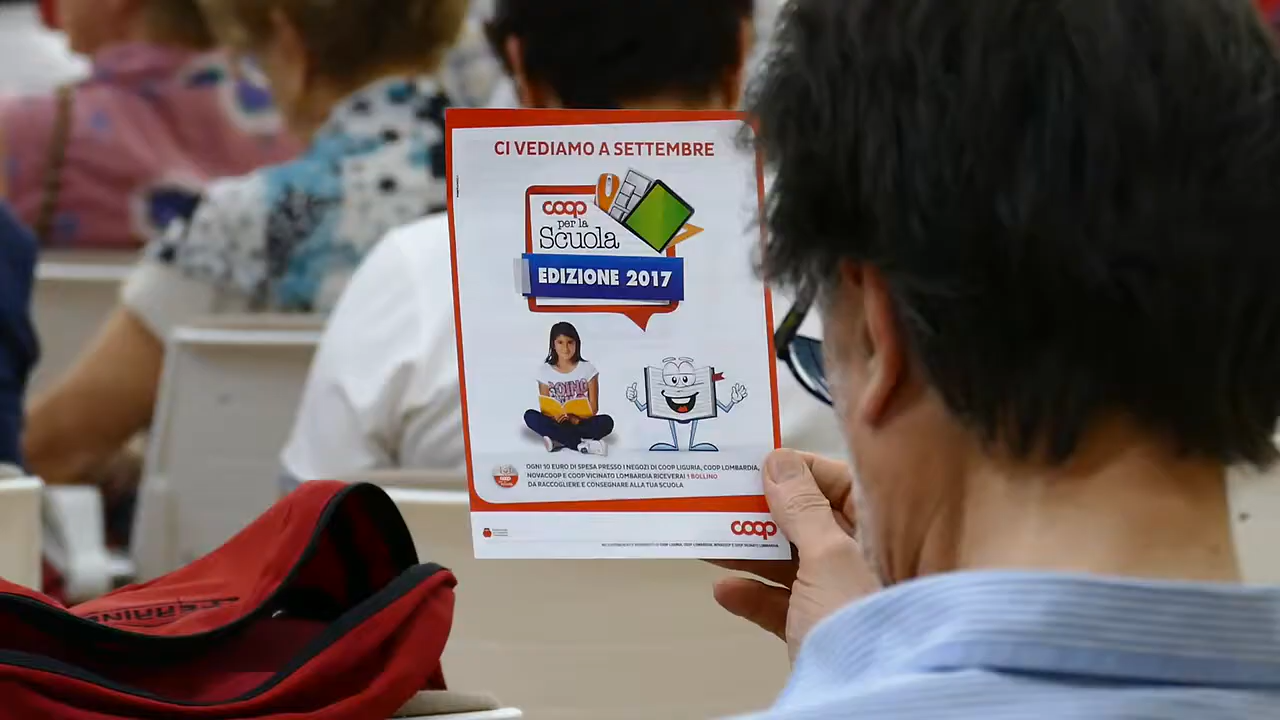 CI VEDIAMO A SETTEMBRE
coop
per la
Scuola
EDIZIONE 2017
GOING
OGNI 10 EURO DI SPESA PRESSO I NEGOZI DI COOP LIGURIA, COOP LOMBARDIA,
NOVACOOP E COOP VICINATO LOMBARDIA RICEVERAI 1 BOLLINO
DA RACCOGLIERE E CONSEGNARE ALLA TUA SCUOLA
coop